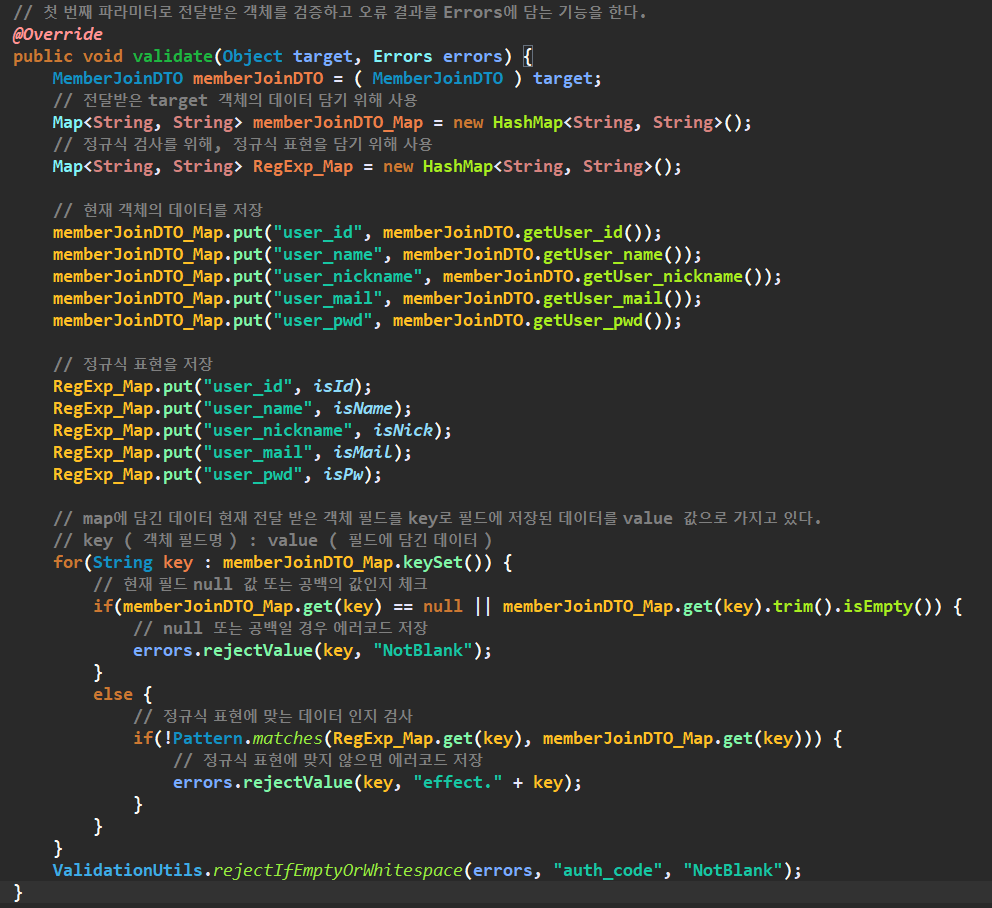 // 첫 번째 파라미터로 전달받은 객체를 검증하고 오류 결과를 Errors에 담는 기능을 한다.
@Override
public void validate(Object target, Errors errors) {
    MemberJoinDTO memberJoinDTO = ( MemberJoinDTO ) target;
    // 전달받은 target 객체의 데이터 담기 위해 사용
    Map<String, String> memberJoinDTO_Map = new HashMap<String, String>();
    // 정규식 검사를 위해, 정규식 표현을 담기 위해 사용
    Map<String, String> RegExp_Map = new HashMap<String, String>();

    // 현재 객체의 데이터를 저장
    memberJoinDTO_Map.put("user_id", memberJoinDTO.getUser_id());
    memberJoinDTO_Map.put("user_name", memberJoinDTO.getUser_name());
    memberJoinDTO_Map.put("user_nickname", memberJoinDTO.getUser_nickname());
    memberJoinDTO_Map.put("user_mail", memberJoinDTO.getUser_mail());
    memberJoinDTO_Map.put("user_pwd", memberJoinDTO.getUser_pwd());

    // 정규식 표현을 저장
    RegExp_Map.put("user_id", isId);
    RegExp_Map.put("user_name", isName);
    RegExp_Map.put("user_nickname", isNick);
    RegExp_Map.put("user_mail", isMail);
    RegExp_Map.put("user_pwd", isPw);

    // map에 담긴 데이터 현재 전달 받은 객체 필드를 key로 필드에 저장된 데이터를 value 값으로 가지고 있다.
    // key ( 객체 필드명 ) : value ( 필드에 담긴 데이터 )
    for(String key : memberJoinDTO_Map.keySet()) {
        // 현재 필드 null 값 또는 공백의 값인지 체크
        if(memberJoinDTO_Map.get(key) == null || memberJoinDTO_Map.get(key).trim().isEmpty()) {
            // null 또는 공백일 경우 에러코드 저장
            errors.rejectValue(key, "NotBlank");
        }
        else {
            // 정규식 표현에 맞는 데이터 인지 검사
            if(!Pattern.matches(RegExp_Map.get(key), memberJoinDTO_Map.get(key))) {
                // 정규식 표현에 맞지 않으면 에러코드 저장
                errors.rejectValue(key, "effect." + key);
            }
        }
    }
    ValidationUtils.rejectIfEmptyOrWhitespace(errors, "auth_code", "NotBlank");
}